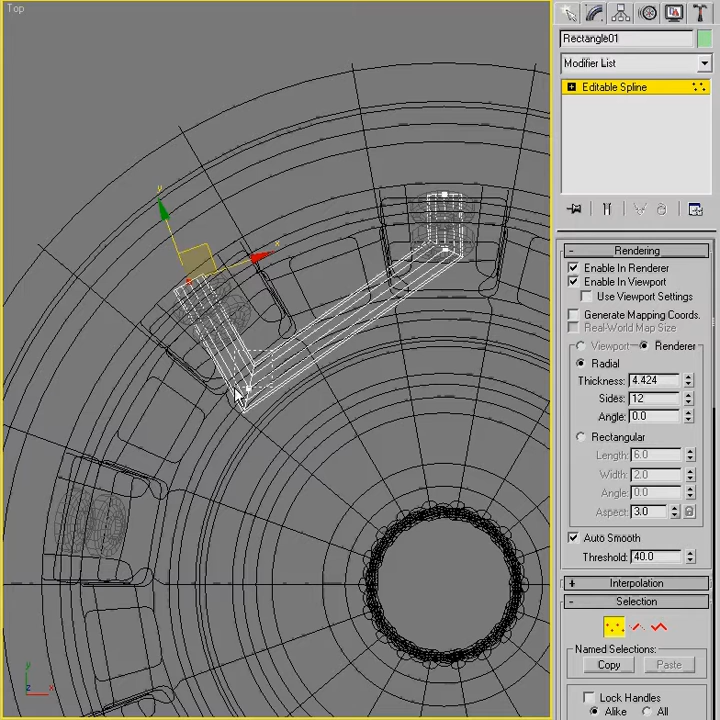 Top
y
x
y
z
x
Rectangle01
Modifier List
Editable Spline
- Rendering
Enable In Renderer
Enable In Viewport
Use Viewport Settings
Generate Mapping Coords.
Real-World Map Size
Viewport Renderer
Radial
Thickness: 4.424
Sides: 12
Angle: 0.0
Rectangular
Length: 6.0
Width: 2.0
Angle: 0.0
Aspect: 3.0
Auto Smooth
Threshold: 40.0
+ Interpolation
- Selection
Named Selections:
Copy Paste
Lock Handles
Alike All